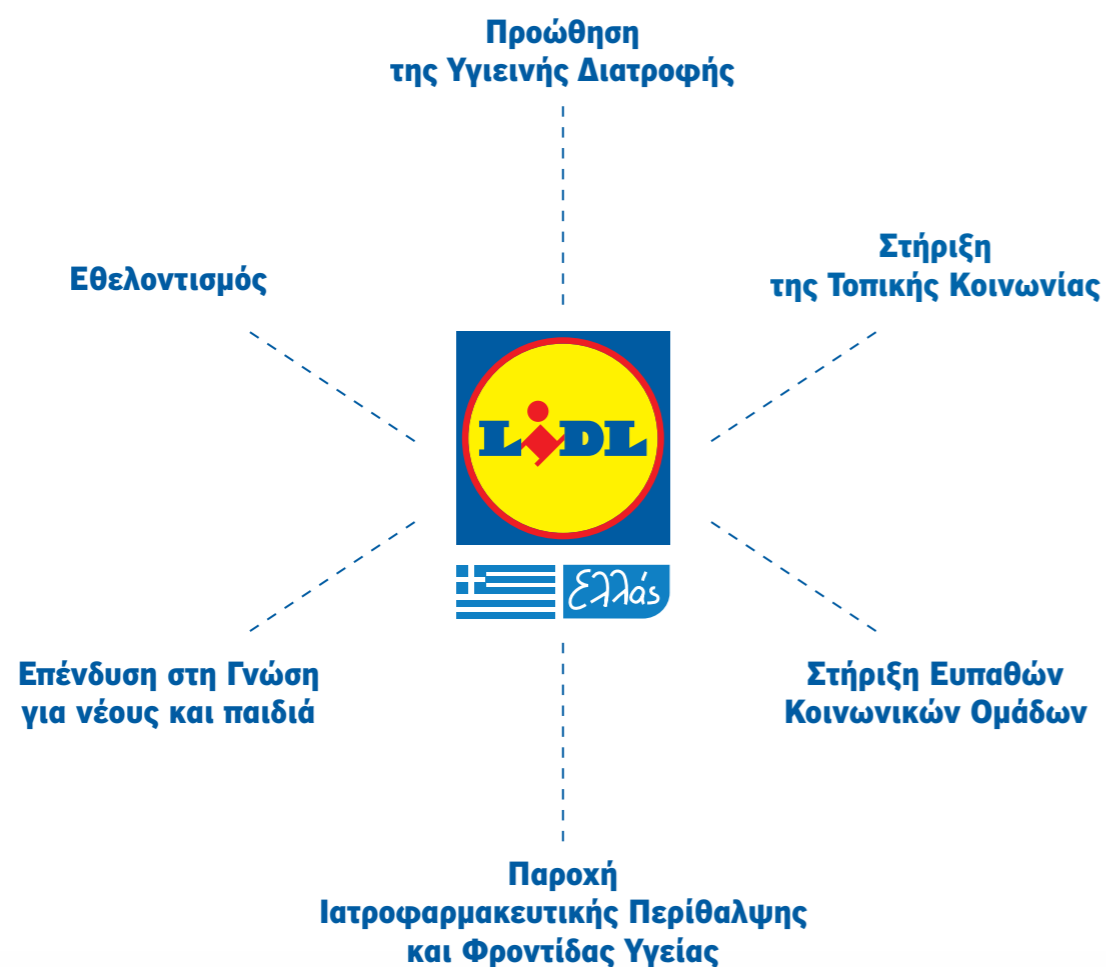 Προώθηση
της Υγιεινής Διατροφής
Εθελοντισμός
Στήριξη
της Τοπικής Κοινωνίας
LIDL
Ελλάς
Επένδυση στη Γνώση
για νέους και παιδιά
Στήριξη Ευπαθών
Κοινωνικών Ομάδων
Παροχή
Ιατροφαρμακευτικής Περίθαλψης
και Φροντίδας Υγείας